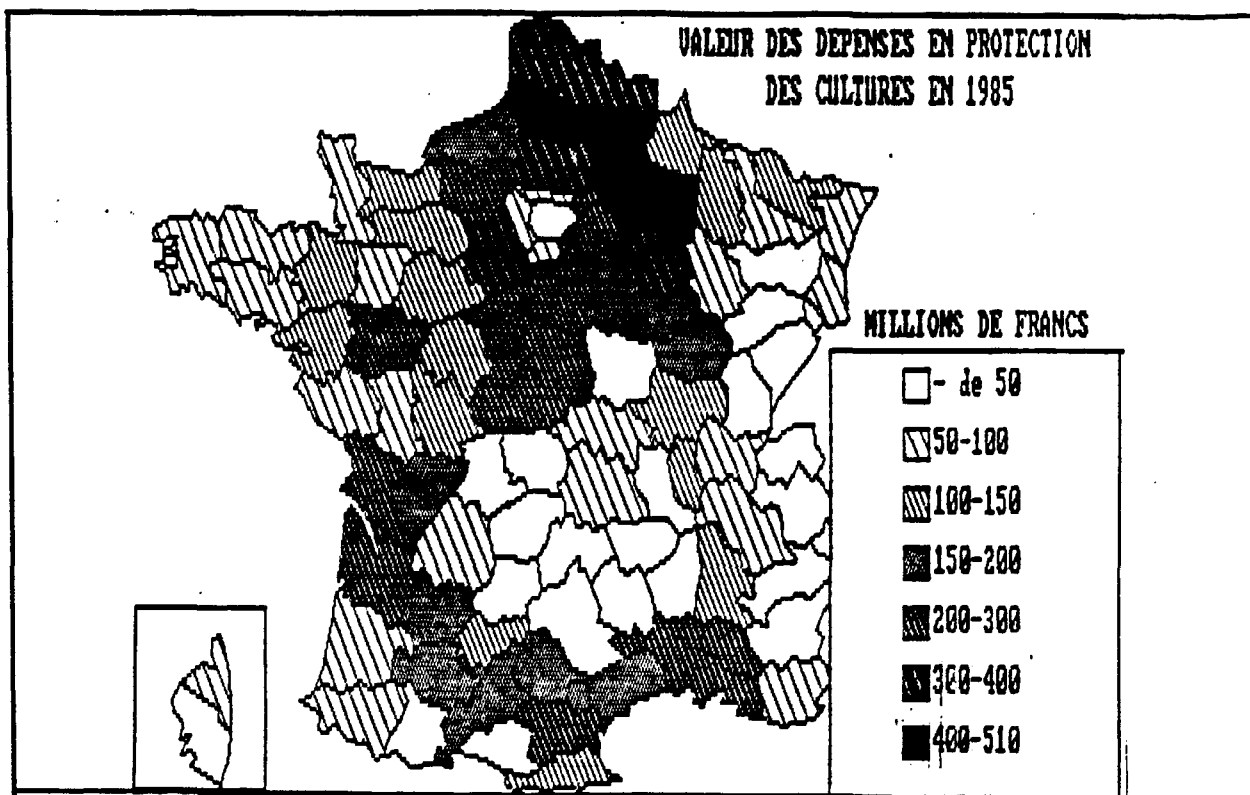 VALEUR DES DEPENSES EN PROTECTION
DES CULTURES EN 1985
MILLIONS DE FRANCS
- de 50
50-100
100-150
150-200
200-300
300-400
400-510